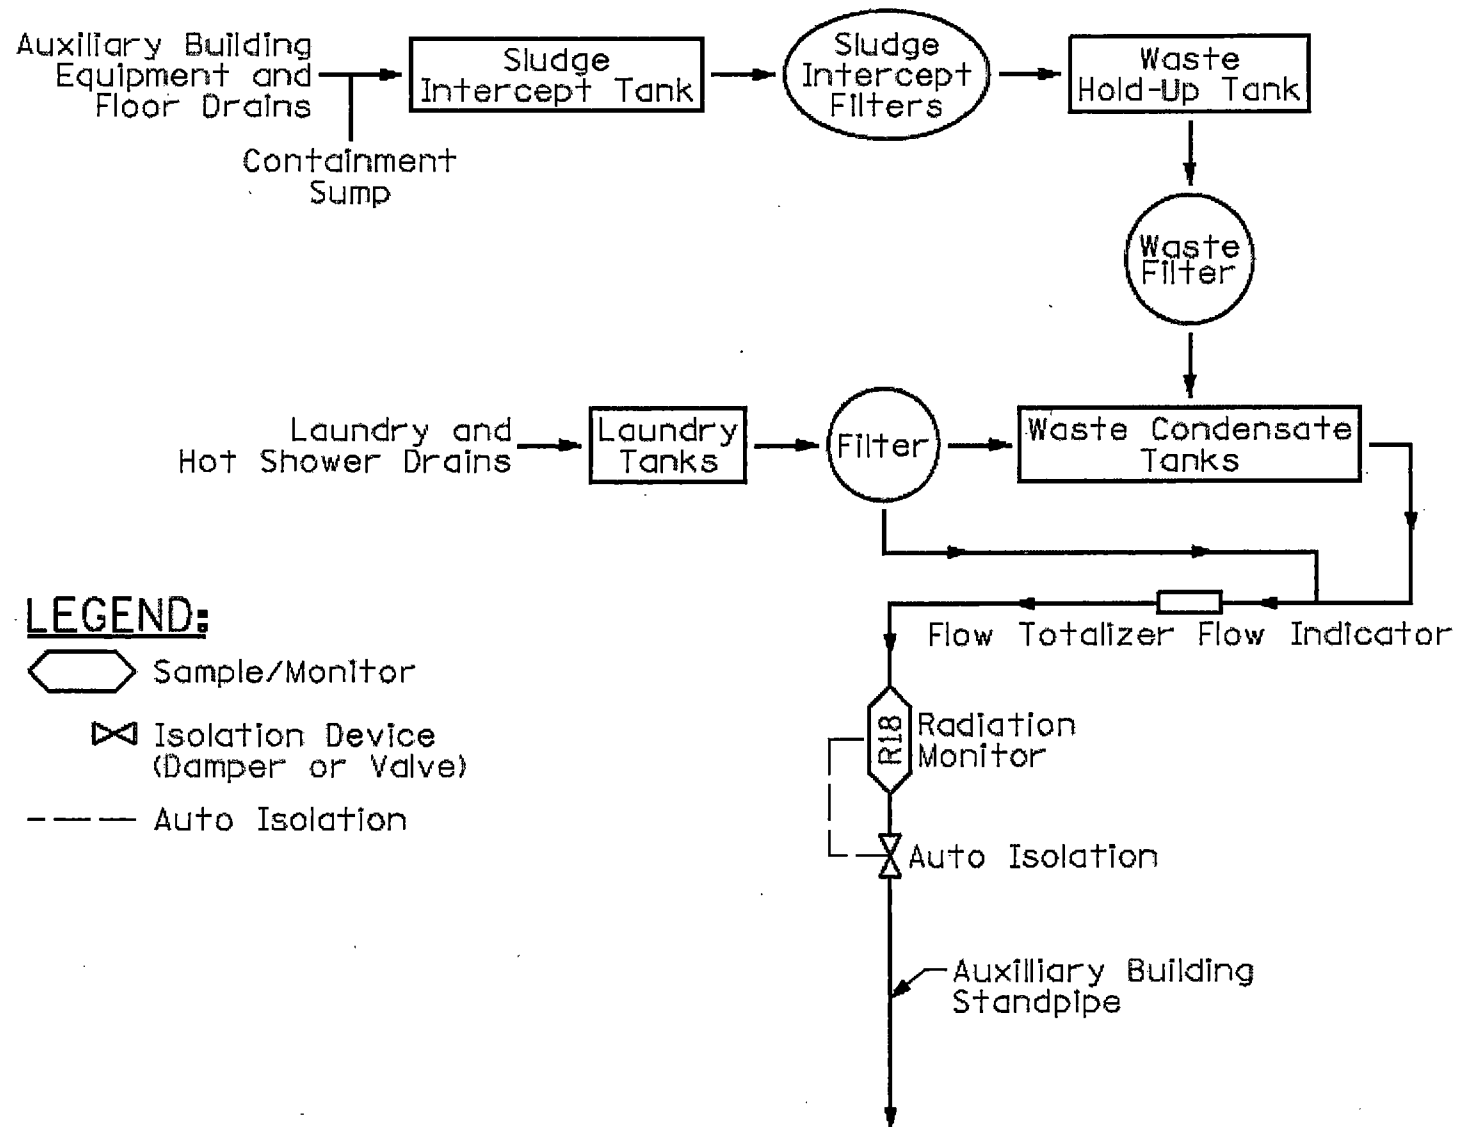 Auxiliary Building
Equipment and
Floor Drains
Containment
Sump
Sludge
Intercept Tank
Sludge
Intercept
Filters
Waste
Hold-Up Tank
Waste
Filter
Laundry and
Hot Shower Drains
Laundry
Tanks
Filter
Waste Condensate
Tanks
Flow Totalizer Flow Indicator
LEGEND:
Sample/Monitor
Isolation Device
(Damper or Valve)
Auto Isolation
R18
Radiation
Monitor
Auto Isolation
Auxilliary Building
Standpipe